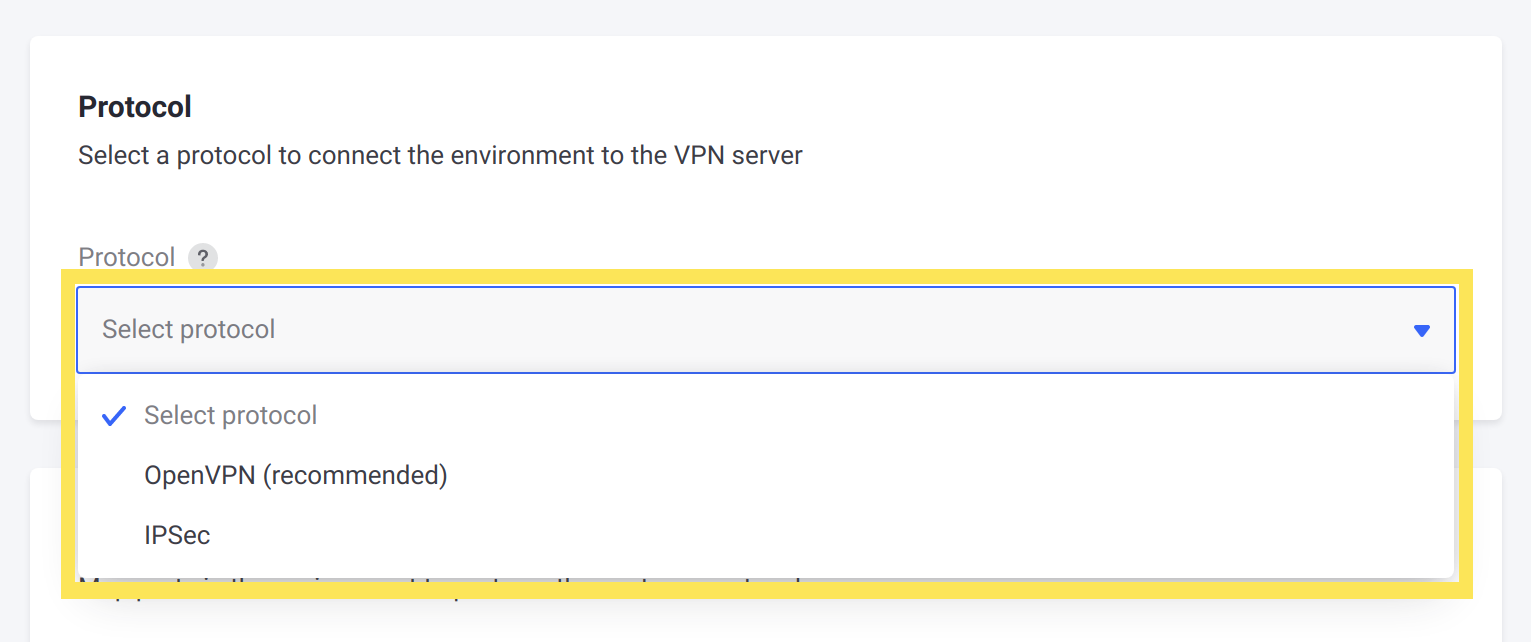 Protocol
Select a protocol to connect the environment to the VPN server
Protocol ?
Select protocol
Select protocol
OpenVPN (recommended)
IPSec